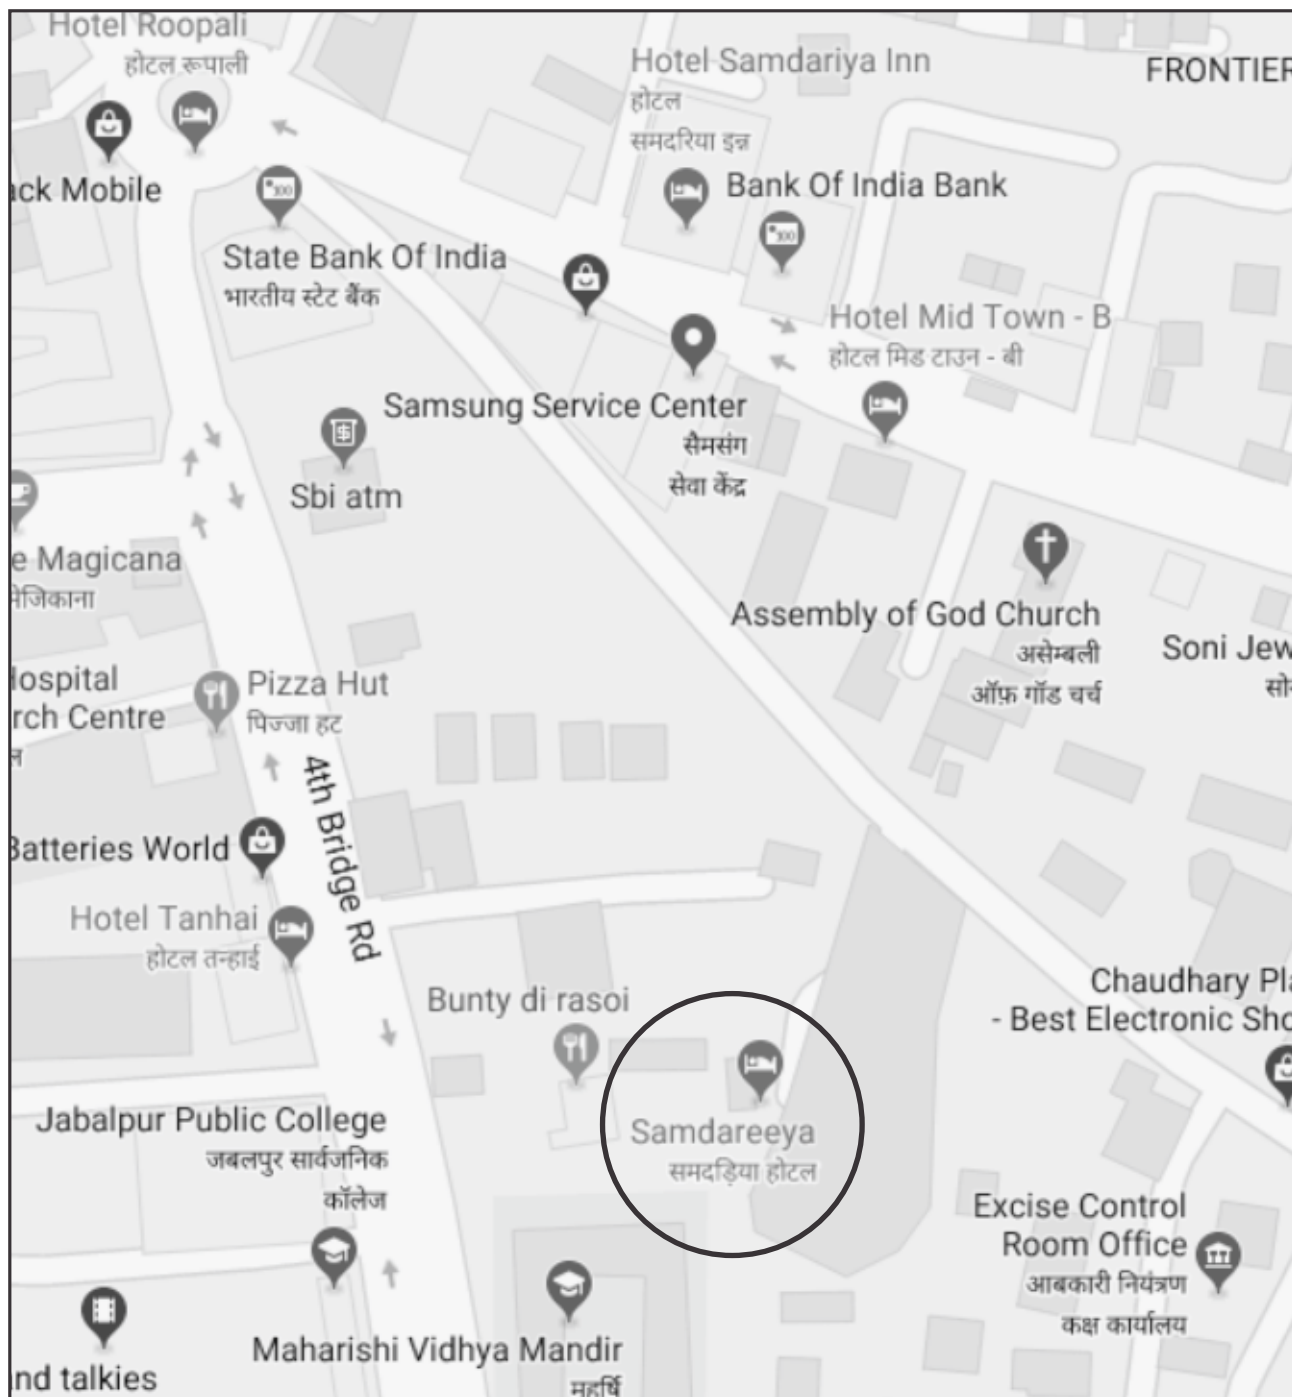 Hotel Roopali
होटल रूपाली
Hotel Samdariya Inn
होटल
समदरिया इन्न
FRONTIER
ack Mobile
Bank Of India Bank
State Bank Of India
भारतीय स्टेट बैंक
Hotel Mid Town - B
होटल मिड टाउन - बी
Samsung Service Center
सैमसंग
सेवा केंद्र
Sbi atm
e Magicana
मेजिकाना
Assembly of God Church
असेम्बली
ऑफ़ गॉड चर्च
Soni Jew
सो
Hospital
rch Centre
ल
Pizza Hut
पिज्जा हट
4th Bridge Rd
Batteries World
Hotel Tanhai
होटल तन्हाई
Bunty di rasoi
Chaudhary Pla
- Best Electronic Sho
Samdareeya
समदड़िया होटल
Jabalpur Public College
जबलपुर सार्वजनिक
कॉलेज
Excise Control
Room Office
आबकारी नियंत्रण
कक्ष कार्यालय
Maharishi Vidhya Mandir
महर्षि
nd talkies